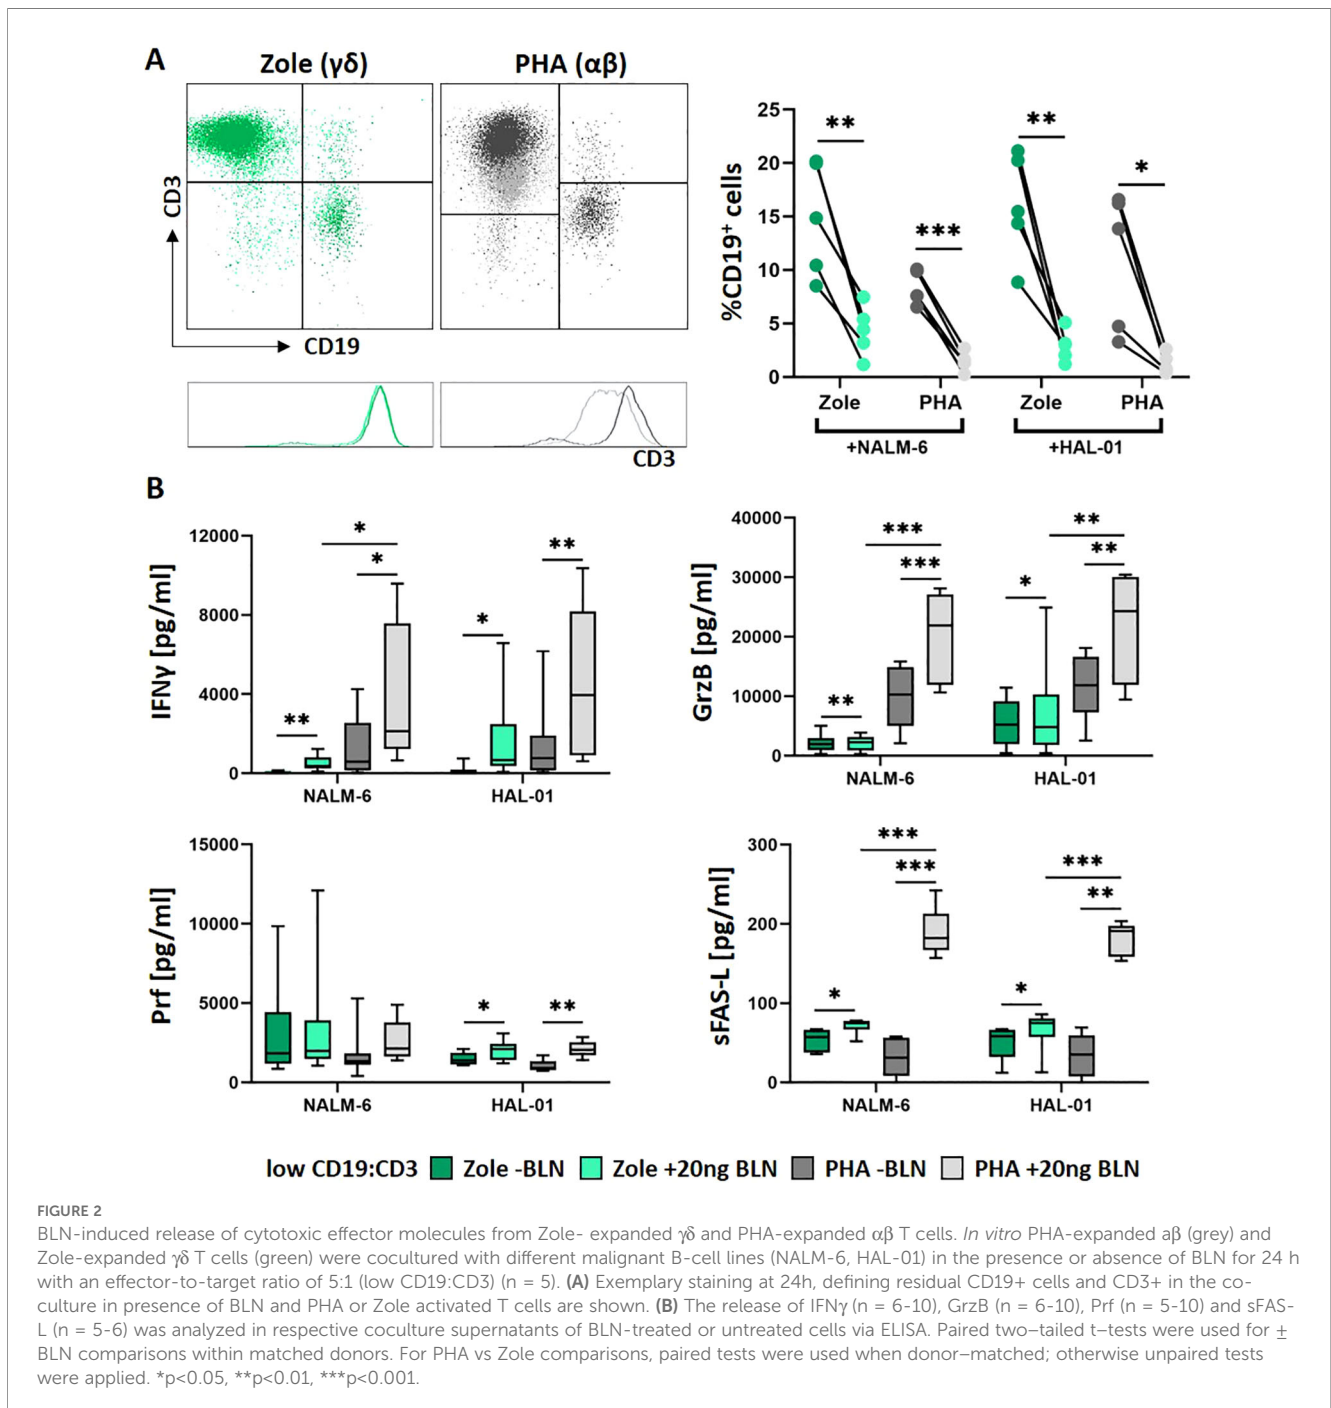 A
Zole (γδ)
PHA (αβ)
CD3
CD19
CD3
%CD19+ cells
25
20
15
10
5
0
**
***
**
*
Zole
PHA
Zole
PHA
+NALM-6
+HAL-01
B
IFNγ [pg/ml]
12000
8000
4000
0
**
*
*
*
**
NALM-6
HAL-01
GrzB [pg/ml]
40000
30000
20000
10000
0
**
***
***
*
**
**
NALM-6
HAL-01
Prf [pg/ml]
15000
10000
5000
0
*
**
NALM-6
HAL-01
sFAS-L [pg/ml]
300
200
100
0
*
***
***
*
***
**
NALM-6
HAL-01
low CD19:CD3 Zole -BLN Zole +20ng BLN PHA -BLN PHA +20ng BLN
FIGURE 2
BLN-induced release of cytotoxic effector molecules from Zole- expanded γδ and PHA-expanded αβ T cells. In vitro PHA-expanded aβ (grey) and
Zole-expanded γδ T cells (green) were cocultured with different malignant B-cell lines (NALM-6, HAL-01) in the presence or absence of BLN for 24 h
with an effector-to-target ratio of 5:1 (low CD19:CD3) (n = 5). (A) Exemplary staining at 24h, defining residual CD19+ cells and CD3+ in the co-
culture in presence of BLN and PHA or Zole activated T cells are shown. (B) The release of IFNγ (n = 6-10), GrzB (n = 6-10), Prf (n = 5-10) and sFAS-
L (n = 5-6) was analyzed in respective coculture supernatants of BLN-treated or untreated cells via ELISA. Paired two–tailed t–tests were used for ±
BLN comparisons within matched donors. For PHA vs Zole comparisons, paired tests were used when donor–matched; otherwise unpaired tests
were applied. *p<0.05, **p<0.01, ***p<0.001.